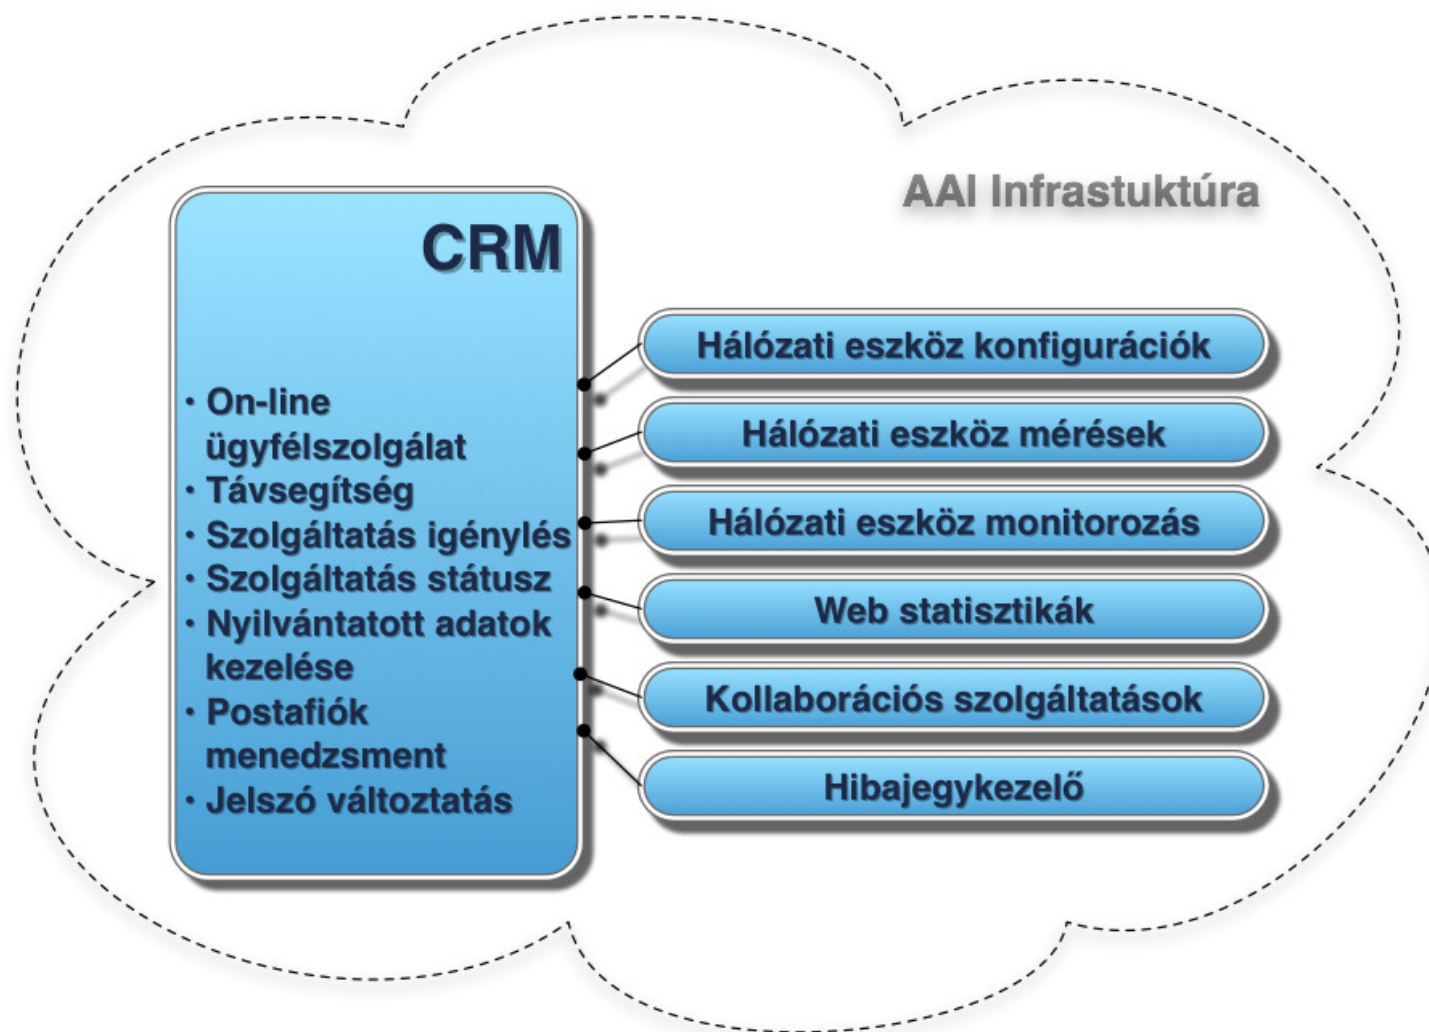 AAI Infrastuktúra
CRM
· On-line
ügyfélszolgálat
· Távsegítség
· Szolgáltatás igénylés
· Szolgáltatás státusz
· Nyilvántatott adatok
kezelése
· Postafiók
menedzsment
· Jelszó változtatás
Hálózati eszköz konfigurációk
Hálózati eszköz mérések
Hálózati eszköz monitorozás
Web statisztikák
Kollaborációs szolgáltatások
Hibajegykezelő